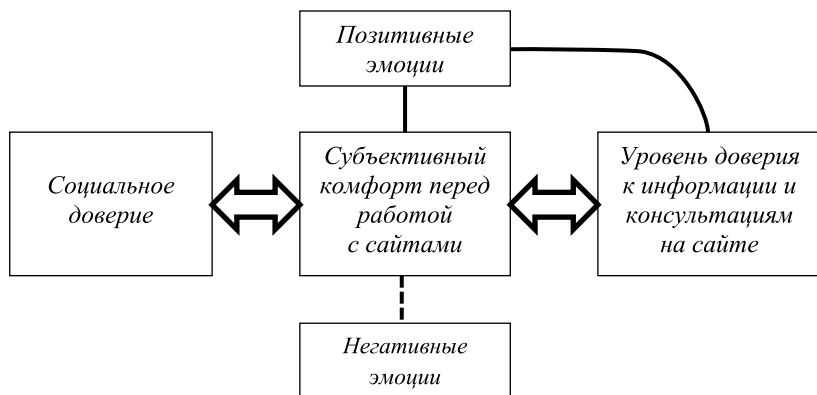 Позитивные
эмоции
Социальное
доверие
Субъективный
комфорт перед
работой
с сайтами
Уровень доверия
к информации и
консультациям
на сайте
Негативные
эмоции